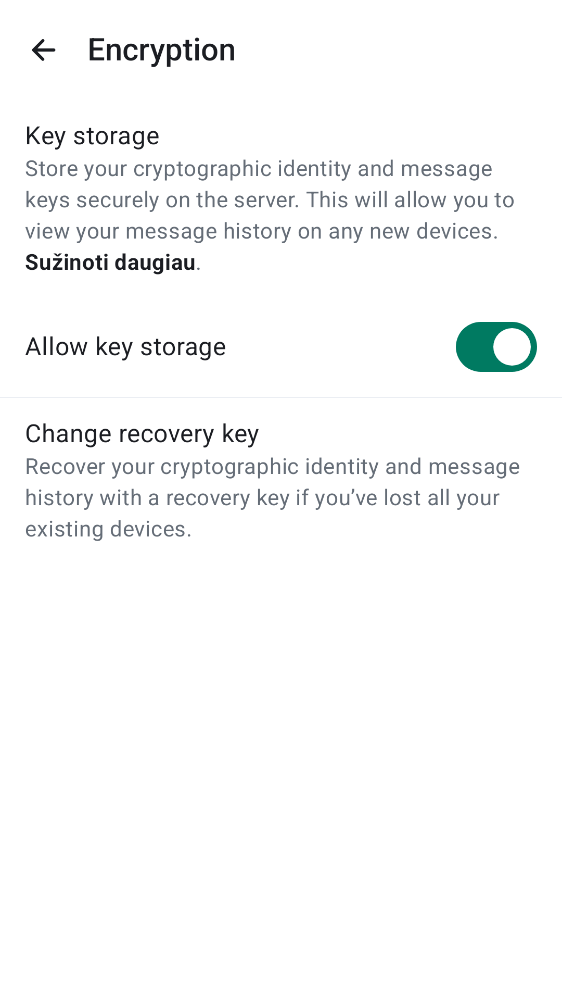 Encryption
Key storage
Store your cryptographic identity and message
keys securely on the server. This will allow you to
view your message history on any new devices.
Sužinoti daugiau.
Allow key storage
Change recovery key
Recover your cryptographic identity and message
history with a recovery key if you’ve lost all your
existing devices.